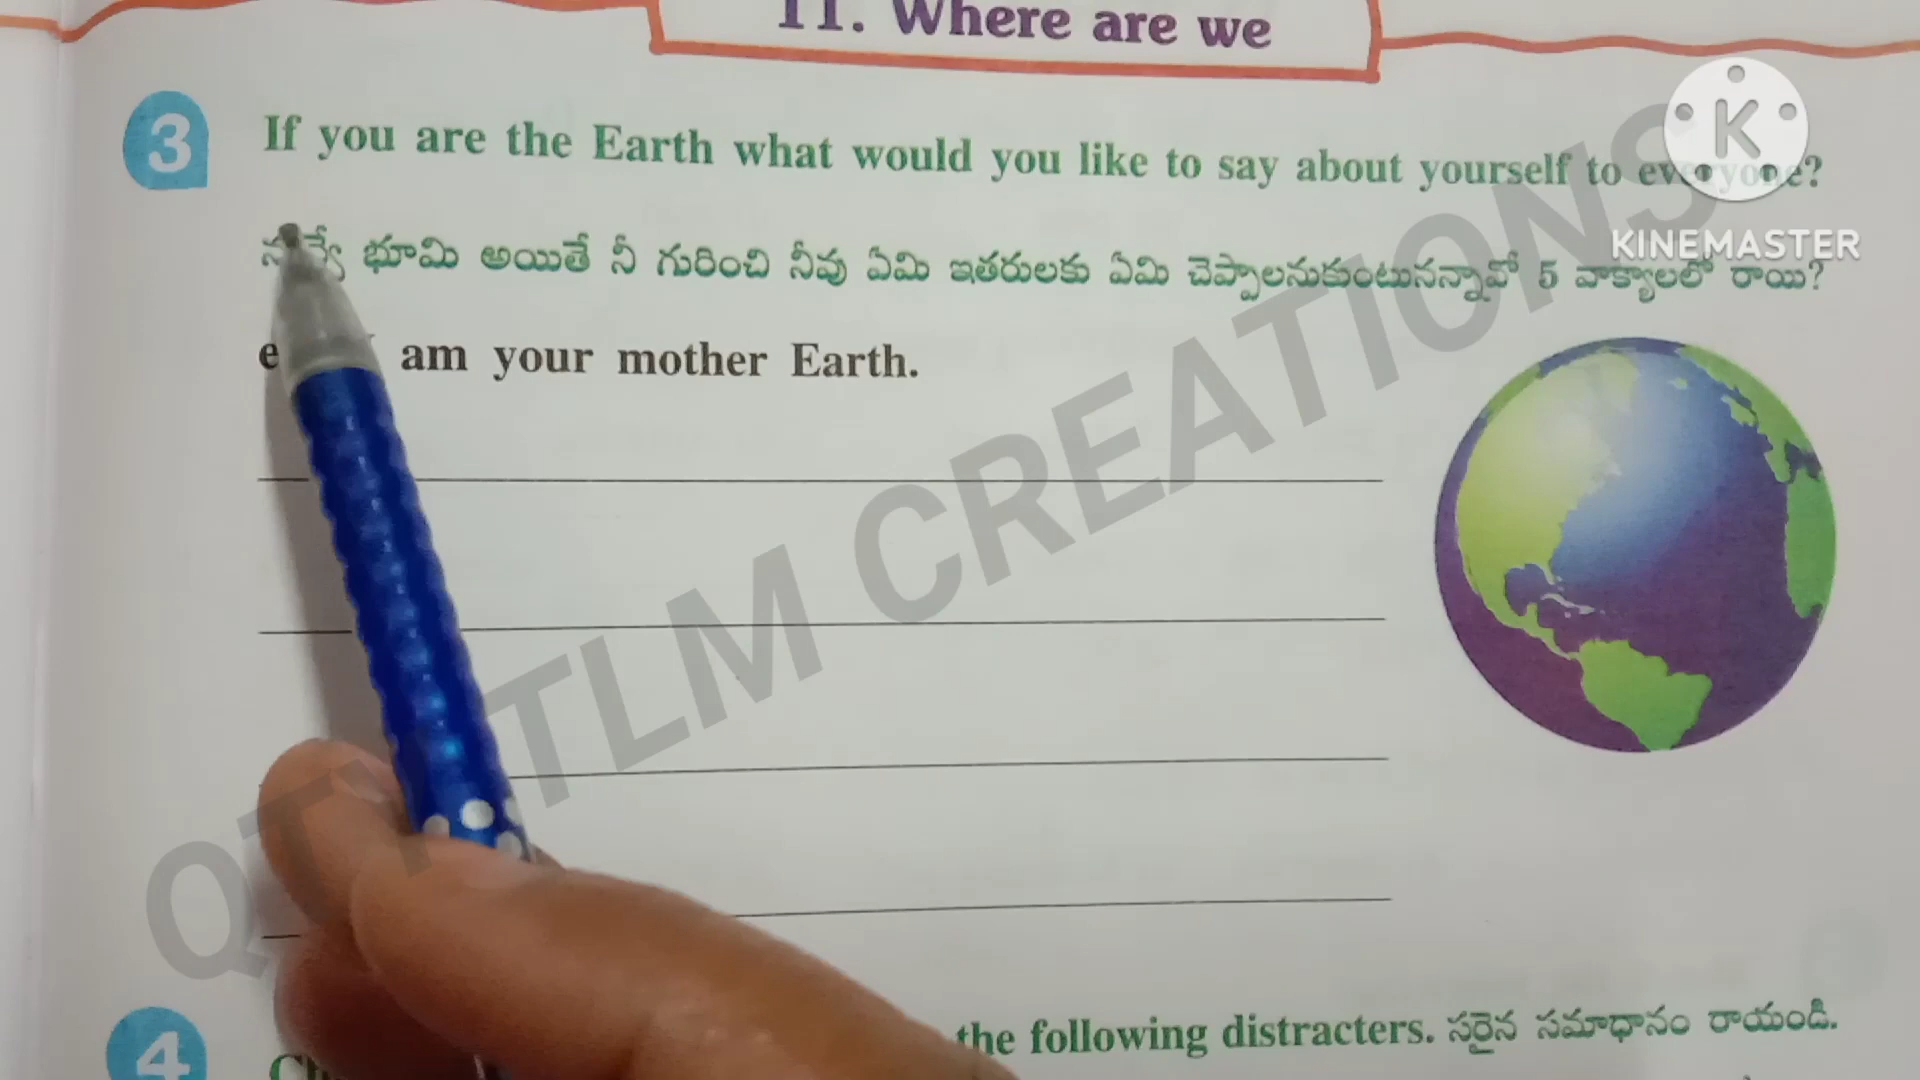 11. Where are we
3 If you are the Earth what would you like to say about yourself to everyone?
భూమి అయితే నీ గురించి నీవు ఏమి ఇతరులకు ఏమి చెప్పాలనుకుంటునన్నావో 5 వాక్యాలలో రాయి?
am your mother Earth.
K
KINEMASTER
QTY TLM CREATIONS
4 the following distracters. సరైన సమాధానం రాయండి.